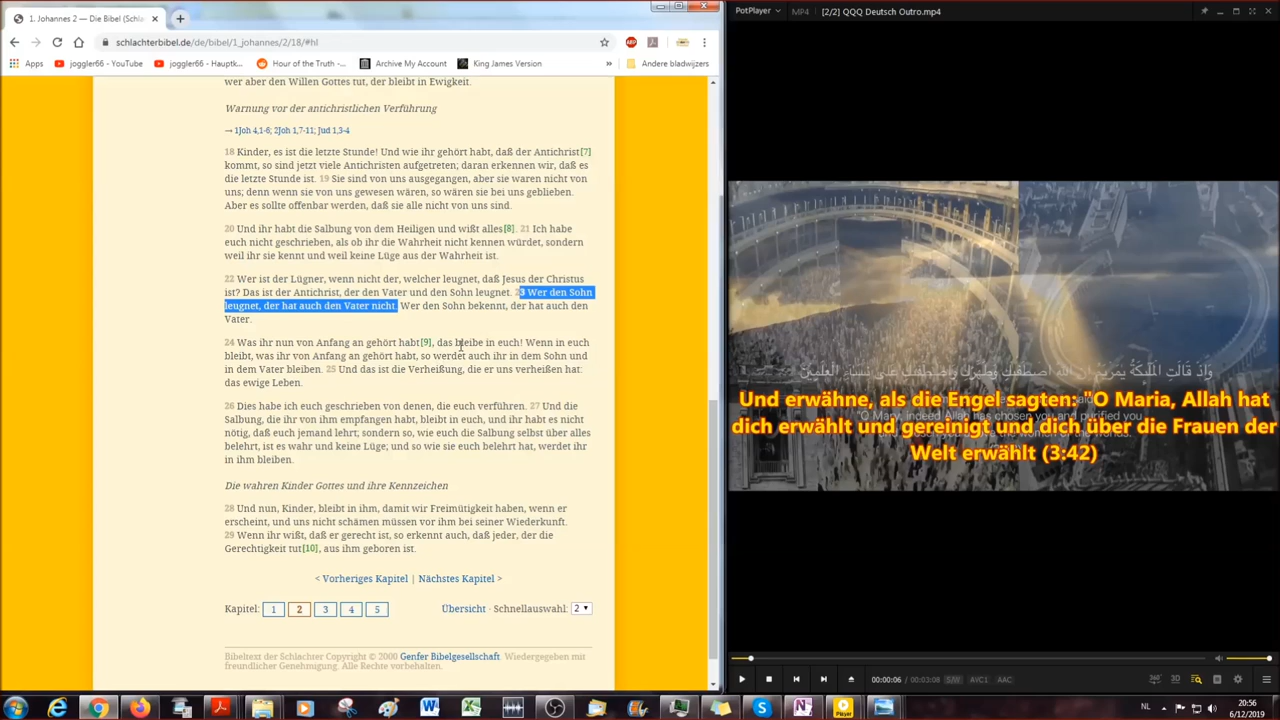 1. Johannes 2 — Die Bibel (Schla
schlachterbibel.de/de/bibel/1_johannes/2/18/#hl
Apps
joggler66 - YouTube
joggler66 - Hauptk...
Hour of the Truth -...
Archive My Account
King James Version
»
Andere bladwijzers
wer aber den Willen Gottes tut, der bleibt in Ewigkeit.
Warnung vor der antichristlichen Verführung
→ 1Joh 4,1-6; 2Joh 1,7-11; Jud 1,3-4
18 Kinder, es ist die letzte Stunde! Und wie ihr gehört habt, daß der Antichrist[7]
kommt, so sind jetzt viele Antichristen aufgetreten; daran erkennen wir, daß es
die letzte Stunde ist. 19 Sie sind von uns ausgegangen, aber sie waren nicht von
uns; denn wenn sie von uns gewesen wären, so wären sie bei uns geblieben.
Aber es sollte offenbar werden, daß sie alle nicht von uns sind.
20 Und ihr habt die Salbung von dem Heiligen und wißt alles[8]. 21 Ich habe
euch nicht geschrieben, als ob ihr die Wahrheit nicht kennen würdet, sondern
weil ihr sie kennt und weil keine Lüge aus der Wahrheit ist.
22 Wer ist der Lügner, wenn nicht der, welcher leugnet, daß Jesus der Christus
ist? Das ist der Antichrist, der den Vater und den Sohn leugnet. 23 Wer den Sohn
leugnet, der hat auch den Vater nicht. Wer den Sohn bekennt, der hat auch den
Vater.
24 Was ihr nun von Anfang an gehört habt[9], das bleibe in euch! Wenn in euch
bleibt, was ihr von Anfang an gehört habt, so werdet auch ihr in dem Sohn und
in dem Vater bleiben. 25 Und das ist die Verheißung, die er uns verheißen hat:
das ewige Leben.
26 Dies habe ich euch geschrieben von denen, die euch verführen. 27 Und die
Salbung, die ihr von ihm empfangen habt, bleibt in euch, und ihr habt es nicht
nötig, daß euch jemand lehrt; sondern so, wie euch die Salbung selbst über alles
belehrt, ist es wahr und keine Lüge; und so wie sie euch belehrt hat, werdet ihr
in ihm bleiben.
Die wahren Kinder Gottes und ihre Kennzeichen
28 Und nun, Kinder, bleibt in ihm, damit wir Freimütigkeit haben, wenn er
erscheint, und uns nicht schämen müssen vor ihm bei seiner Wiederkunft.
29 Wenn ihr wißt, daß er gerecht ist, so erkennt auch, daß jeder, der die
Gerechtigkeit tut[10], aus ihm geboren ist.
< Vorheriges Kapitel | Nächstes Kapitel >
Kapitel: 1 2 3 4 5 Übersicht · Schnellauswahl: 2
Bibeltext der Schlachter Copyright © 2000 Genfer Bibelgesellschaft. Wiedergegeben mit
freundlicher Genehmigung. Alle Rechte vorbehalten.
PotPlayer MP4 [2/2] QQQ Deutsch Outro.mp4
وَإِذْ قَالَتِ الْمَلَٰٓئِكَةُ يَٰمَرْيَمُ إِنَّ اللَّهَ اصْطَفَىٰكِ وَطَهَّرَكِ وَاصْطَفَىٰكِ عَلَىٰ نِسَآءِ الْعَٰلَمِينَ
Und erwähne, als die Engel sagten: "O Maria, Allah hat
"O Mary, indeed Allah has chosen you and purified you
dich erwählt und gereinigt und dich über die Frauen der
Welt erwählt (3:42)
00:00:06 / 00:03:08 S/W AVC1 AAC
360° 3D
NL 20:56
6/12/2019